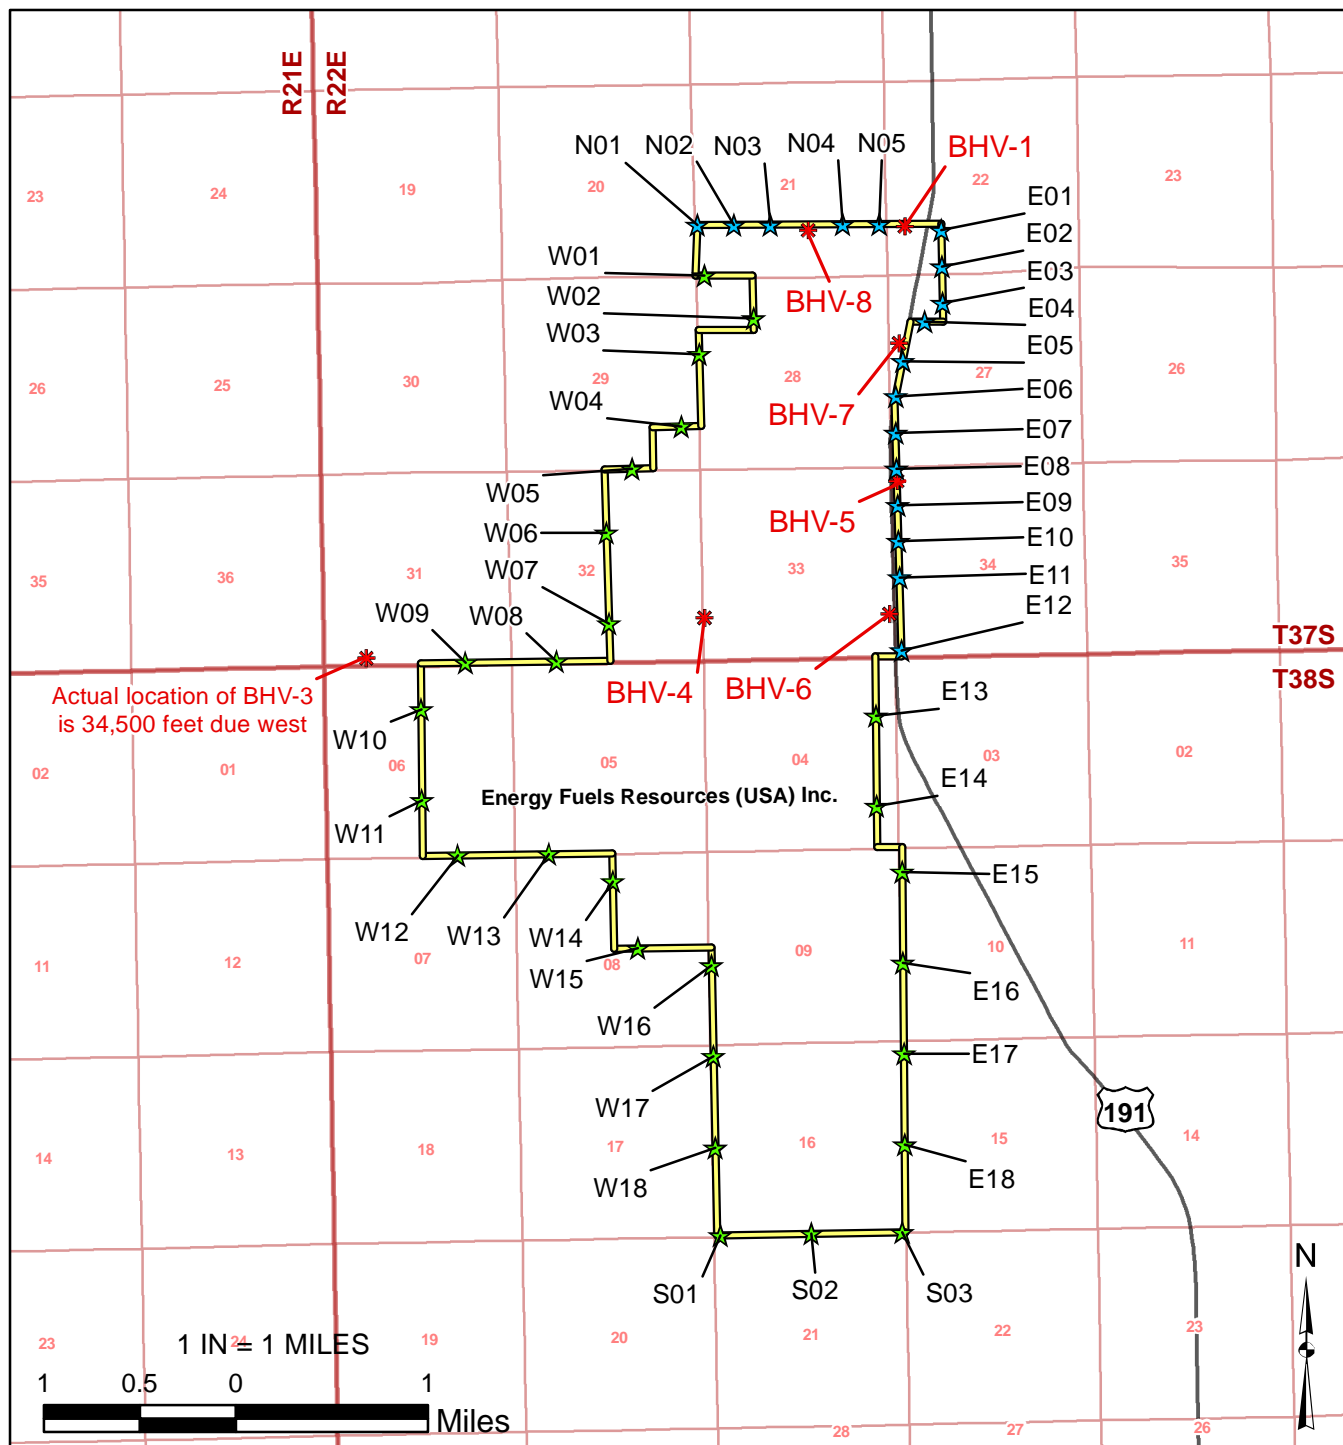 R21E
R22E
N01
N02
N03
N04
N05
BHV-1
23
24
19
20
21
22
23
E01
E02
W01
E03
BHV-8
W02
E04
W03
E05
26
25
30
29
28
27
26
E06
W04
BHV-7
E07
E08
W05
BHV-5
E09
W06
E10
35
36
31
32
33
34
35
W07
E11
E12
W09
W08
T37S
T38S
Actual location of BHV-3
is 34,500 feet due west
BHV-4
BHV-6
E13
W10
02
01
06
05
04
03
02
Energy Fuels Resources (USA) Inc.
E14
W11
E15
W12
W13
W14
11
12
07
08
09
10
11
W15
E16
W16
E17
W17
191
14
13
18
17
16
15
14
W18
E18
N
S01
S02
S03
23
24
19
20
21
22
23
1 IN = 1 MILES
1
0.5
0
1
Miles
28
27
26